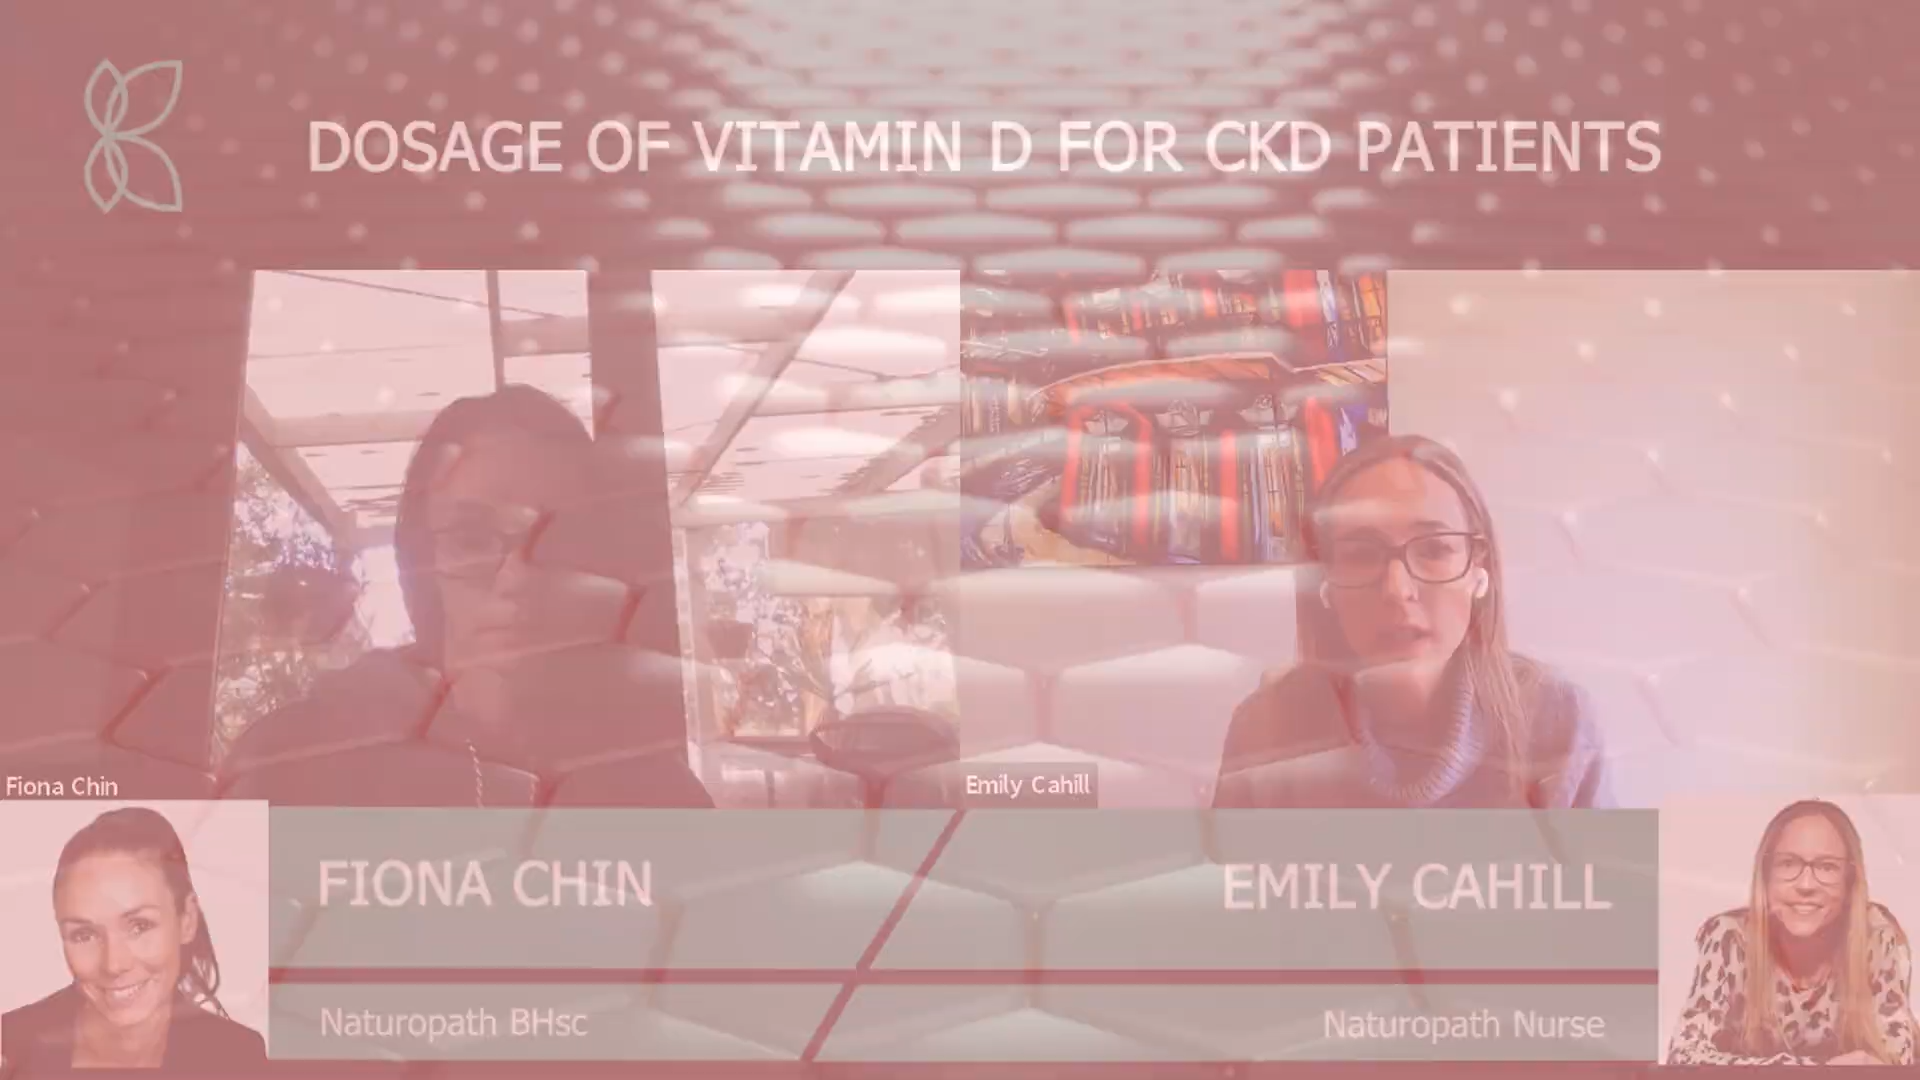 DOSAGE OF VITAMIN D FOR CKD PATIENTS
Fiona Chin
Emily Cahill
FIONA CHIN
EMILY CAHILL
Naturopath BHsc
Naturopath Nurse